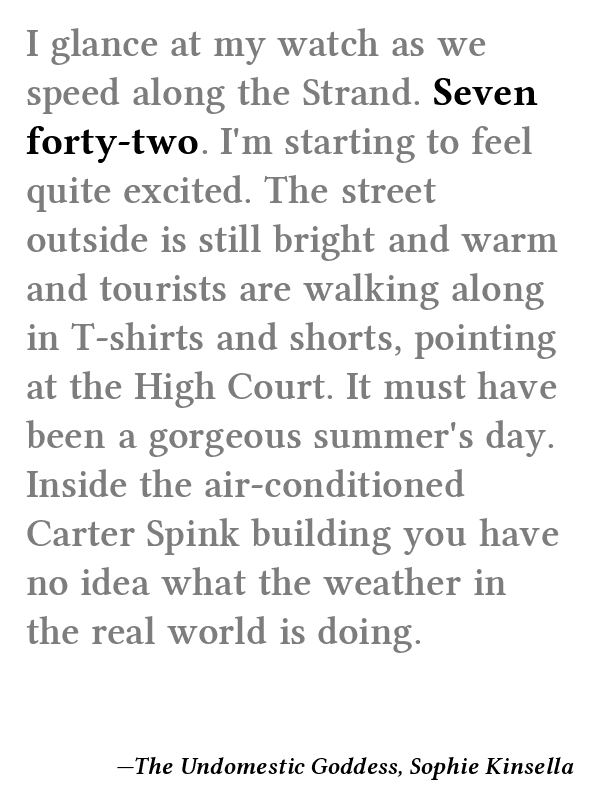 I glance at my watch as we
speed along the Strand. Seven
forty-two. I'm starting to feel
quite excited. The street
outside is still bright and warm
and tourists are walking along
in T-shirts and shorts, pointing
at the High Court. It must have
been a gorgeous summer's day.
Inside the air-conditioned
Carter Spink building you have
no idea what the weather in
the real world is doing.
—The Undomestic Goddess, Sophie Kinsella